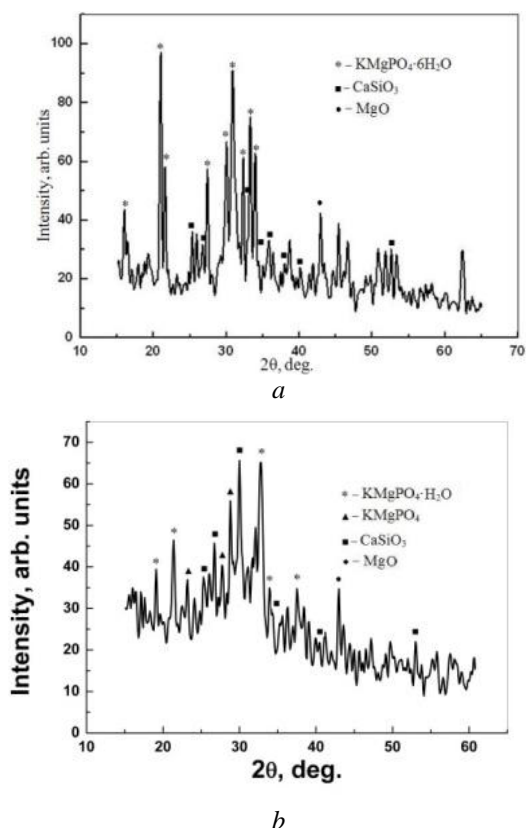 * – KMgPO₄·6H₂O
■ – CaSiO₃
● – MgO
Intensity, arb. units
100
80
60
40
20
0
10
20
30
40
50
60
70
2θ, deg.
a
* – KMgPO₄·H₂O
▲ – KMgPO₄
■ – CaSiO₃
● – MgO
Intensity, arb. units
70
60
50
40
30
20
10
0
10
20
30
40
50
60
2θ, deg.
b